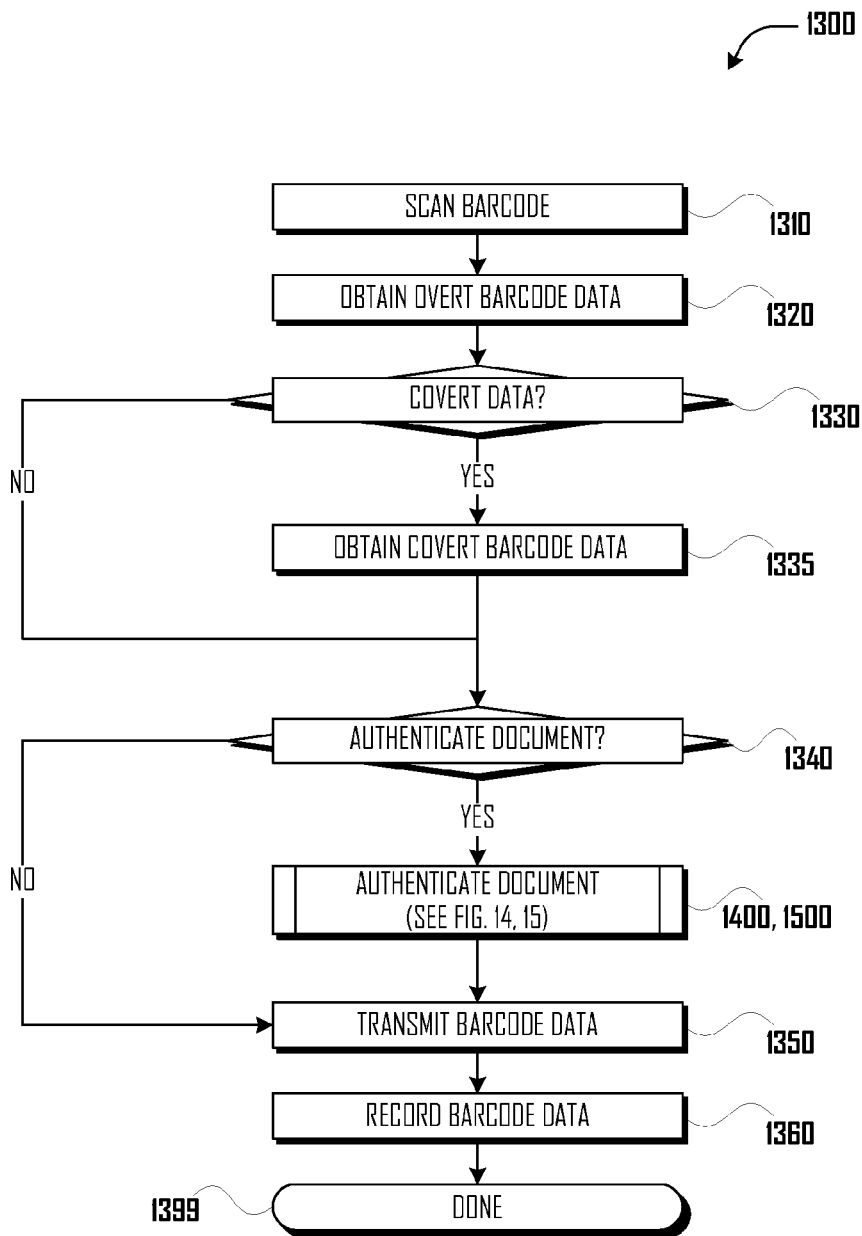 1300
SCAN BARCODE
1310
OBTAIN OVERT BARCODE DATA
1320
COVERT DATA?
1330
NO
YES
OBTAIN COVERT BARCODE DATA
1335
AUTHENTICATE DOCUMENT?
1340
NO
YES
AUTHENTICATE DOCUMENT
(SEE FIG. 14, 15)
1400, 1500
TRANSMIT BARCODE DATA
1350
RECORD BARCODE DATA
1360
1399
DONE